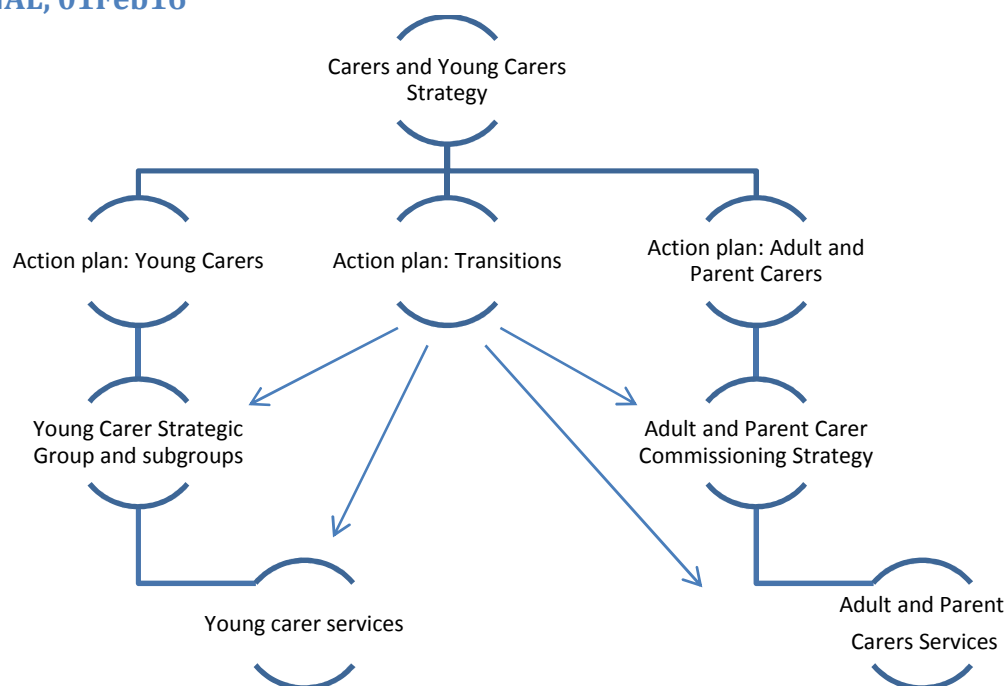 01Feb16
Carers and Young Carers
Strategy
Action plan: Young Carers
Action plan: Transitions
Action plan: Adult and
Parent Carers
Young Carer Strategic
Group and subgroups
Adult and Parent Carer
Commissioning Strategy
Young carer services
Adult and Parent
Carers Services